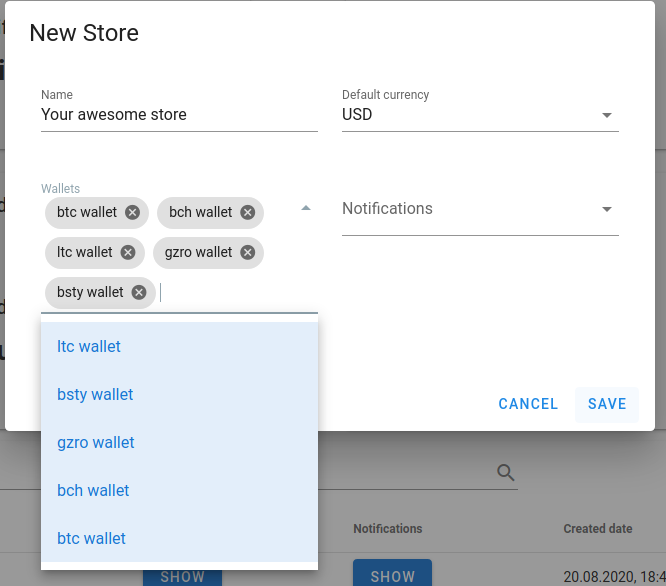 New Store
Name
Your awesome store
Default currency
USD
Wallets
btc wallet
bch wallet
ltc wallet
gzro wallet
bsty wallet
Notifications
ltc wallet
bsty wallet
gzro wallet
bch wallet
btc wallet
CANCEL
SAVE
Notifications
Created date
SHOW
SHOW
20.08.2020, 18:4